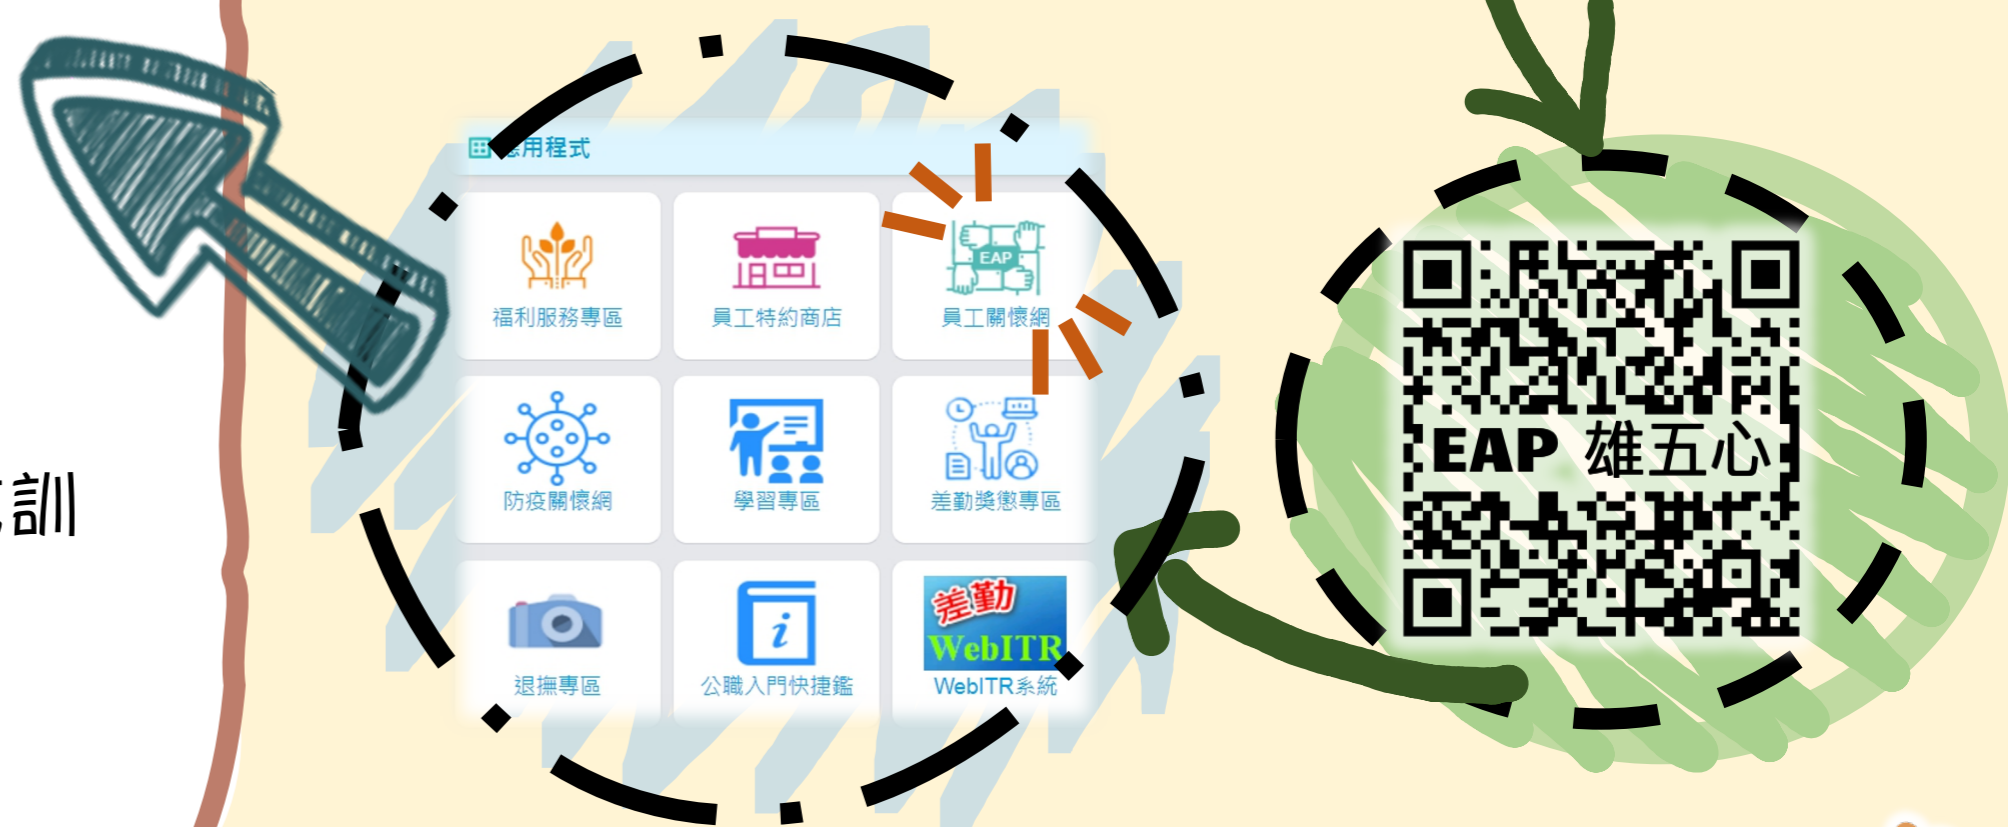 應用程式
福利服務專區
員工特約商店
EAP
員工關懷網
防疫關懷網
學習專區
差勤獎懲專區
退撫專區
公職入門快捷鑑
差勤
WebITR
WebITR系統
EAP 雄五心
訓